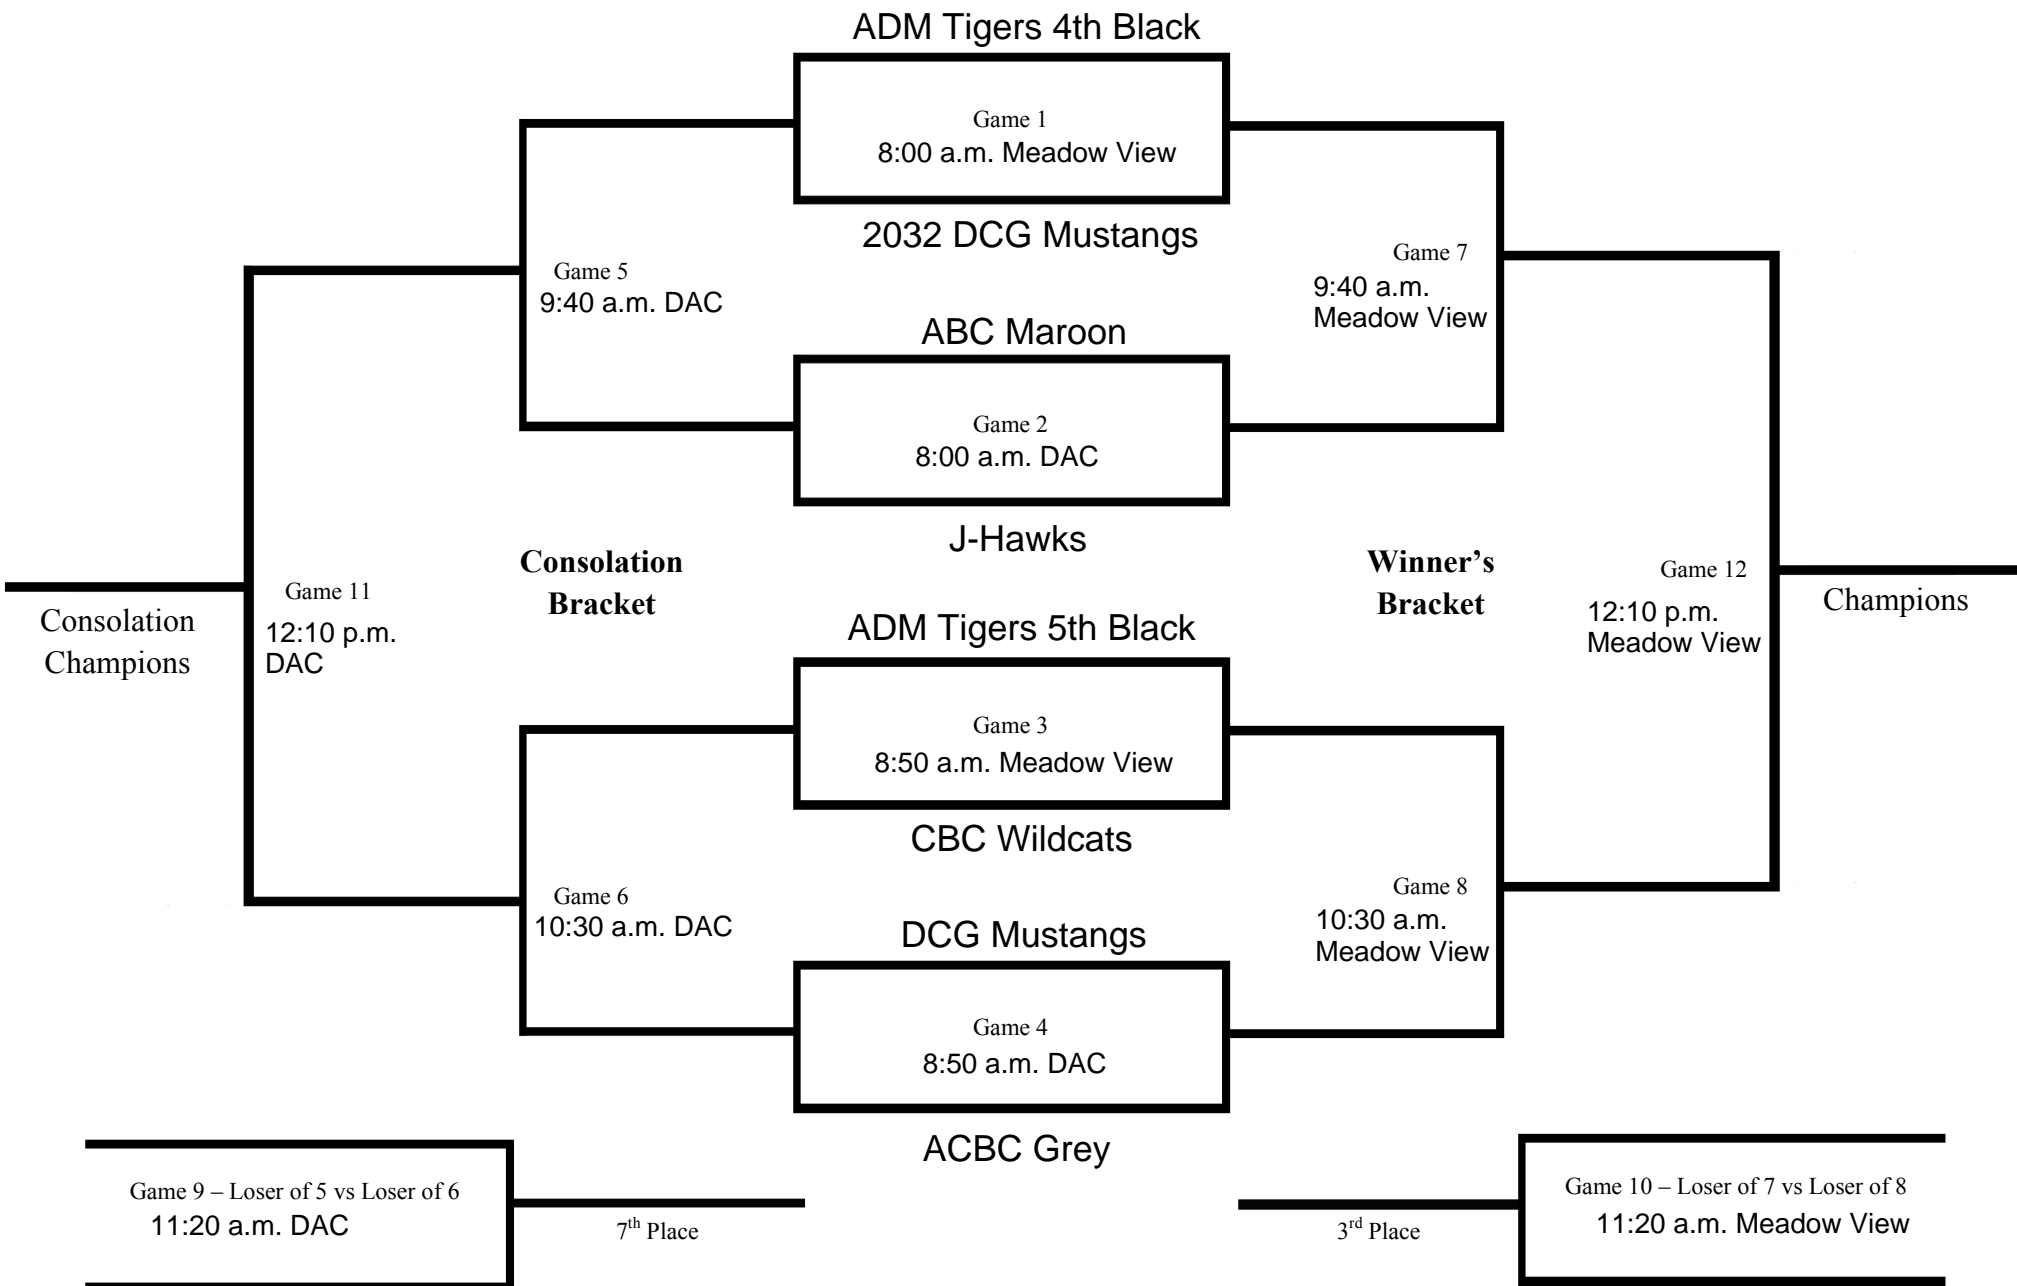 ADM Tigers 4th Black
Game 1
8:00 a.m. Meadow View
2032 DCG Mustangs
Game 5
9:40 a.m. DAC
Game 7
9:40 a.m.
Meadow View
ABC Maroon
Game 2
8:00 a.m. DAC
J-Hawks
Consolation
Bracket
Winner’s
Bracket
Game 11
12:10 p.m.
DAC
Consolation
Champions
Game 12
12:10 p.m.
Meadow View
Champions
ADM Tigers 5th Black
Game 3
8:50 a.m. Meadow View
CBC Wildcats
Game 6
10:30 a.m. DAC
Game 8
10:30 a.m.
Meadow View
DCG Mustangs
Game 4
8:50 a.m. DAC
ACBC Grey
Game 9 – Loser of 5 vs Loser of 6
11:20 a.m. DAC
7th Place
3rd Place
Game 10 – Loser of 7 vs Loser of 8
11:20 a.m. Meadow View